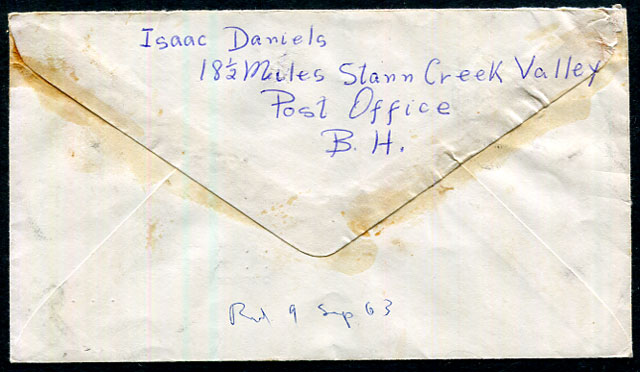 Isaac Daniels
18½ Miles Stann Creek Valley
Post Office
B. H.
Rcd. 9 Sep 63